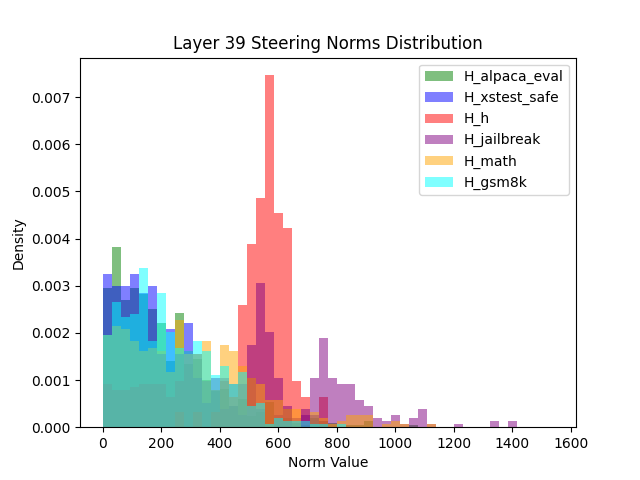 Layer 39 Steering Norms Distribution
H_alpaca_eval
H_xstest_safe
H_h
H_jailbreak
H_math
H_gsm8k
0.007
0.006
0.005
0.004
0.003
0.002
0.001
0.000
Density
0
200
400
600
800
1000
1200
1400
1600
Norm Value